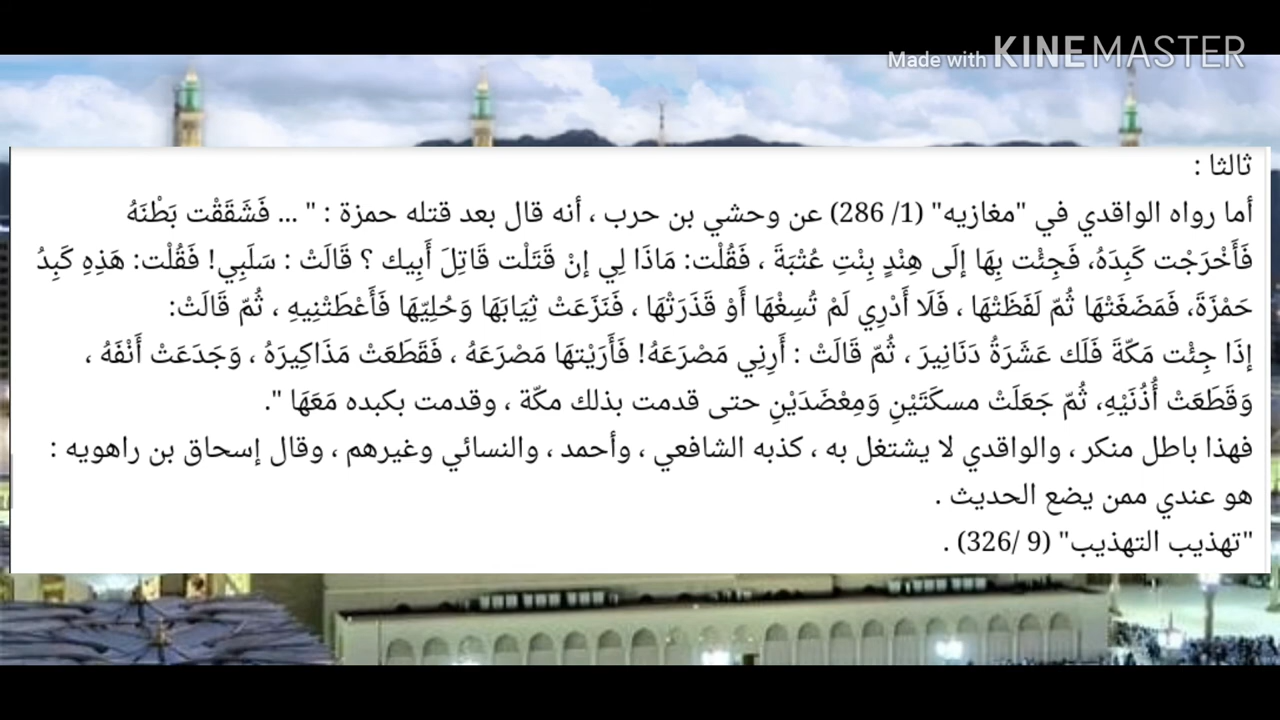 Made with KINEMASTER
ثالثا :
أما رواه الواقدي في "مغازيه" (1/ 286) عن وحشي بن حرب ، أنه قال بعد قتله حمزة : " ... فَشَقَقْت بَطْنَهُ
فَأَخْرَجْت كَبِدَهُ، فَجِئْت بِهَا إلَى هِنْدٍ بِنْتِ عُتْبَةَ ، فَقُلْت: مَاذَا لِي إنْ قَتَلْت قَاتِلَ أَبِيك ؟ قَالَتْ : سَلَبِي! فَقُلْت: هَذِهِ كَبِدُ
حَمْزَةَ، فَمَضَغَتْهَا ثُمّ لَفَظَتْهَا ، فَلَا أَدْرِي لَمْ تُسِغْهَا أَوْ قَذَرَتْهَا ، فَنَزَعَتْ ثِيَابَهَا وَحُلِيّهَا فَأَعْطَتْنِيهِ ، ثُمّ قَالَتْ:
إذَا جِئْت مَكّةَ فَلَك عَشَرَةُ دَنَانِيرَ ، ثُمّ قَالَتْ : أَرِنِي مَصْرَعَهُ! فَأَرَيْتهَا مَصْرَعَهُ ، فَقَطَعَتْ مَذَاكِيرَهُ ، وَجَدَعَتْ أَنْفَهُ ،
وَقَطَعَتْ أُذُنَيْهِ، ثُمّ جَعَلَتْ مسكَتَيْنِ وَمِعْضَدَيْنِ حتى قدمت بذلك مكّة ، وقدمت بكبده مَعَهَا ".
فهذا باطل منكر ، والواقدي لا يشتغل به ، كذبه الشافعي ، وأحمد ، والنسائي وغيرهم ، وقال إسحاق بن راهويه :
هو عندي ممن يضع الحديث .
"تهذيب التهذيب" (9 /326) .